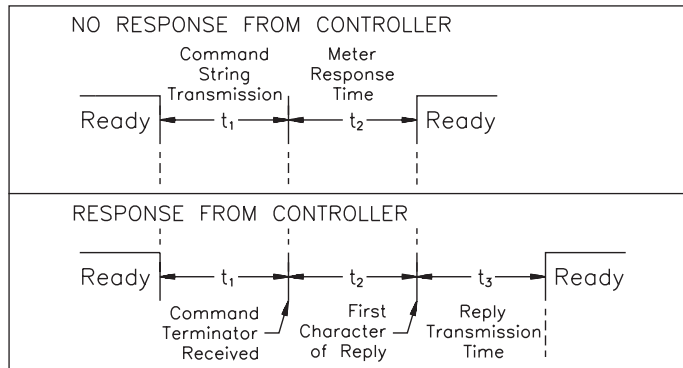 NO RESPONSE FROM CONTROLLER
Command
String
Transmission
Meter
Response
Time
Ready
t₁
t₂
Ready
RESPONSE FROM CONTROLLER
Ready
t₁
t₂
t₃
Ready
Command
Terminator
Received
First
Character
of Reply
Reply
Transmission
Time